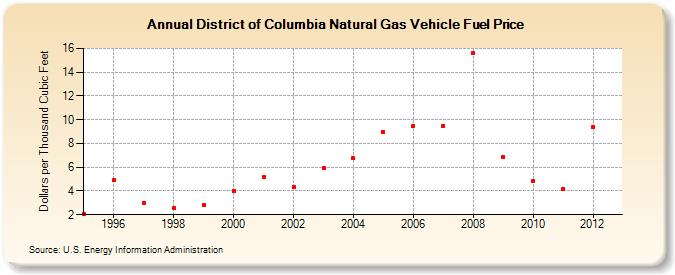 Annual District of Columbia Natural Gas Vehicle Fuel Price
Dollars per Thousand Cubic Feet
16
14
12
10
8
6
4
2
1996 1998 2000 2002 2004 2006 2008 2010 2012
Source: U.S. Energy Information Administration